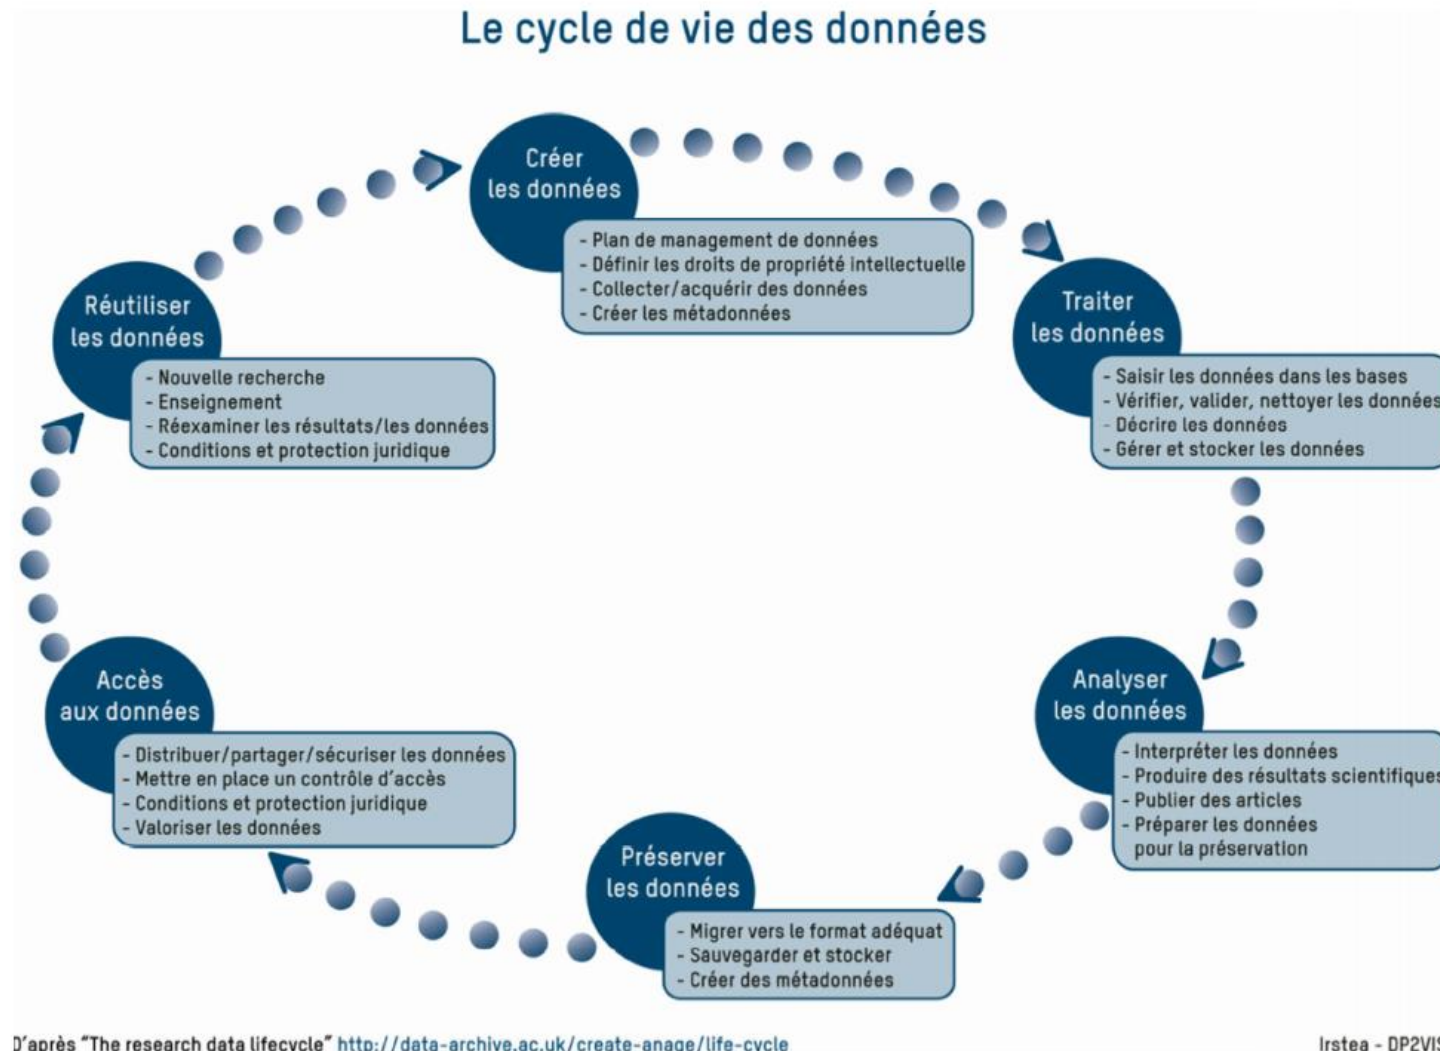 Le cycle de vie des données
Créer
les données
- Plan de management de données
- Définir les droits de propriété intellectuelle
- Collecter/acquérir des données
- Créer les métadonnées
Traiter
les données
- Saisir les données dans les bases
- Vérifier, valider, nettoyer les données
- Décrire les données
- Gérer et stocker les données
Analyser
les données
- Interpréter les données
- Produire des résultats scientifiques
- Publier des articles
- Préparer les données
pour la préservation
Préserver
les données
- Migrer vers le format adéquat
- Sauvegarder et stocker
- Créer des métadonnées
Accès
aux données
- Distribuer/partager/sécuriser les données
- Mettre en place un contrôle d'accès
- Conditions et protection juridique
- Valoriser les données
Réutiliser
les données
- Nouvelle recherche
- Enseignement
- Réexaminer les résultats/les données
- Conditions et protection juridique
D'après "The research data lifecycle" http://data-archive.ac.uk/create-anage/life-cycle
Irstea - DP2VIS